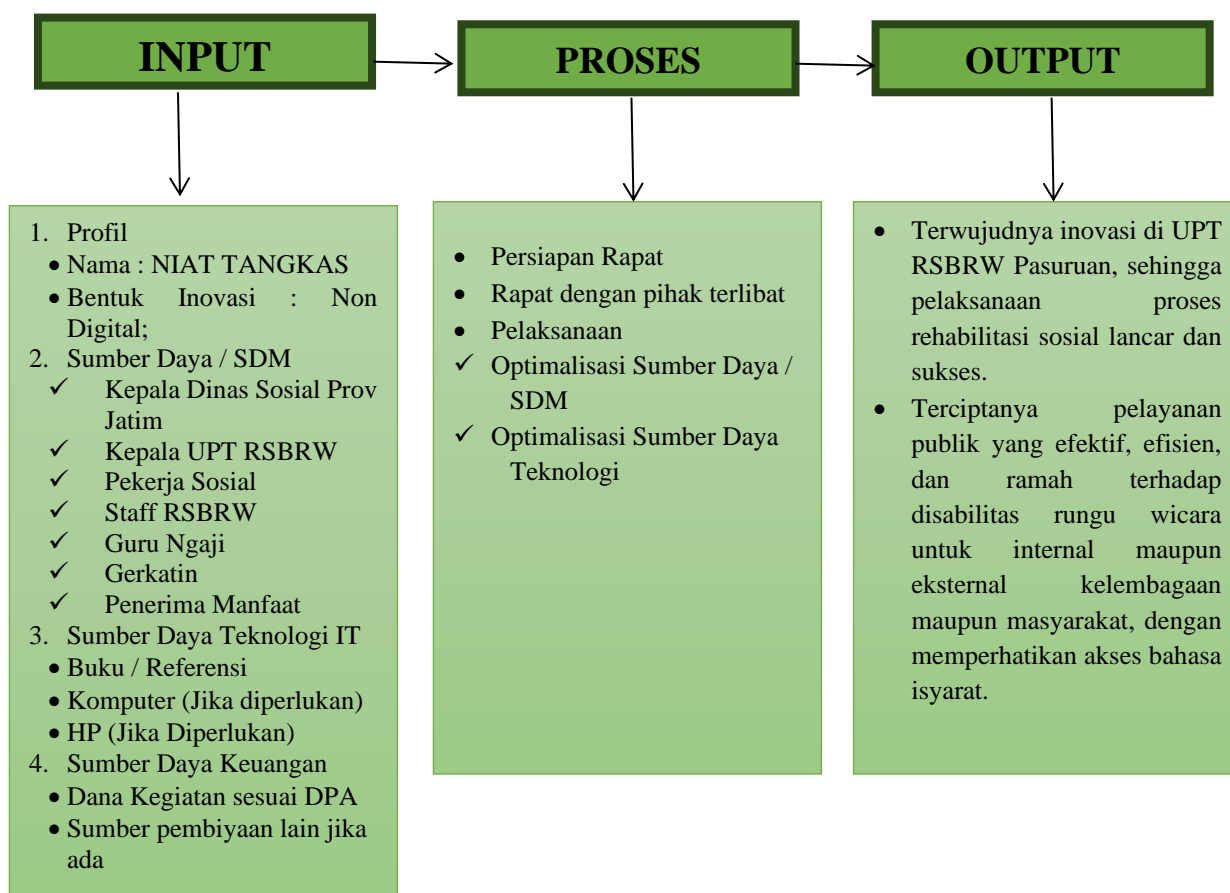 INPUT
PROSES
OUTPUT
1. Profil
• Nama : NIAT TANGKAS
• Bentuk Inovasi : Non
Digital;
2. Sumber Daya / SDM
✓ Kepala Dinas Sosial Prov
Jatim
✓ Kepala UPT RSBRW
✓ Pekerja Sosial
✓ Staff RSBRW
✓ Guru Ngaji
✓ Gerkatin
✓ Penerima Manfaat
3. Sumber Daya Teknologi IT
• Buku / Referensi
• Komputer (Jika diperlukan)
• HP (Jika Diperlukan)
4. Sumber Daya Keuangan
• Dana Kegiatan sesuai DPA
• Sumber pembiyaan lain jika
ada
• Persiapan Rapat
• Rapat dengan pihak terlibat
• Pelaksanaan
✓ Optimalisasi Sumber Daya /
SDM
✓ Optimalisasi Sumber Daya
Teknologi
• Terwujudnya inovasi di UPT
RSBRW Pasuruan, sehingga
pelaksanaan proses
rehabilitasi sosial lancar dan
sukses.
• Terciptanya pelayanan
publik yang efektif, efisien,
dan ramah terhadap
disabilitas rungu wicara
untuk internal maupun
eksternal kelembagaan
maupun masyarakat, dengan
memperhatikan akses bahasa
isyarat.